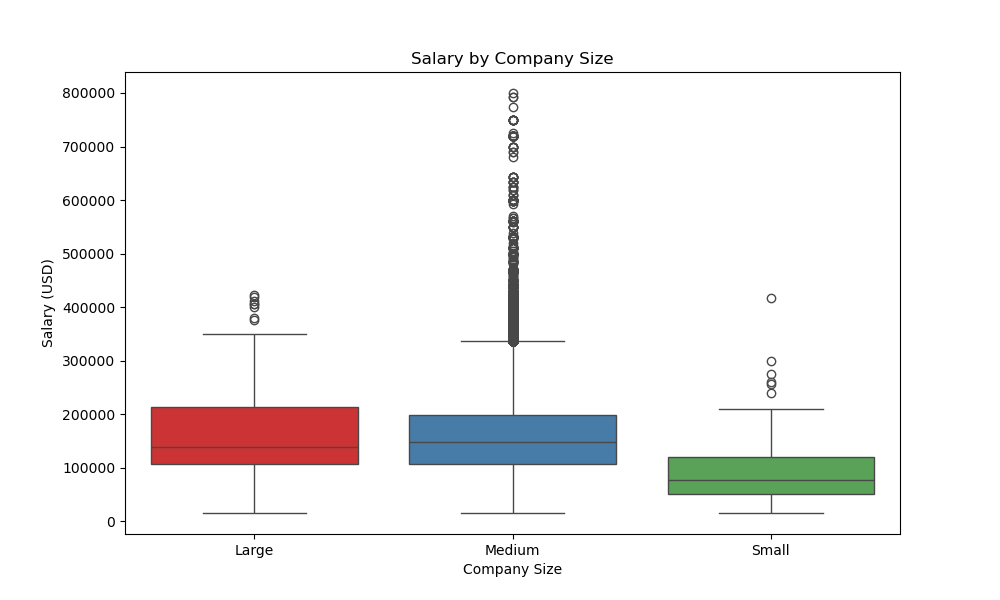 Salary by Company Size
800000
700000
600000
500000
400000
300000
200000
100000
0
Salary (USD)
Large Medium Small
Company Size